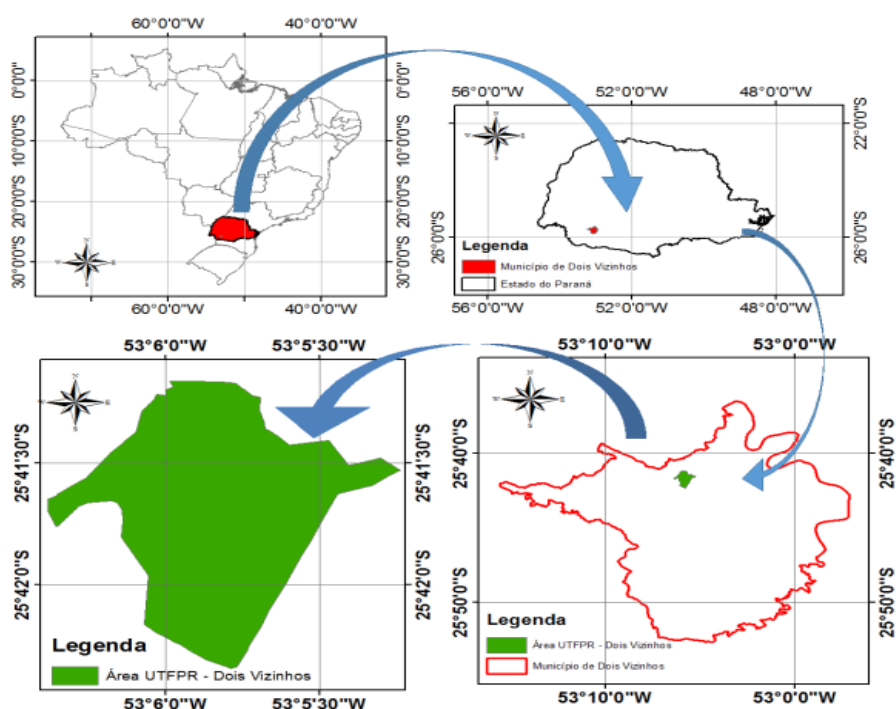 60°0'0"W 40°0'0"W
0°0'0"
10°0'0"S
20°0'0"S
30°0'0"S
0°0'0"
10°0'0"S
20°0'0"S
30°0'0"S
60°0'0"W 40°0'0"W
56°0'0"W 52°0'0"W 48°0'0"W
22°0'0"S
26°0'0"S
22°0'0"S
26°0'0"S
Legenda
Município de Dois Vizinhos
Estado do Paraná
56°0'0"W 52°0'0"W 48°0'0"W
53°6'0"W 53°5'30"W
25°41'30"S
25°42'0"S
25°41'30"S
25°42'0"S
Legenda
Área UTFPR - Dois Vizinhos
53°6'0"W 53°5'30"W
53°10'0"W 53°0'0"W
25°40'0"S
25°50'0"S
25°40'0"S
25°50'0"S
Legenda
Área UTFPR - Dois Vizinhos
Município de Dois Vizinhos
53°10'0"W 53°0'0"W